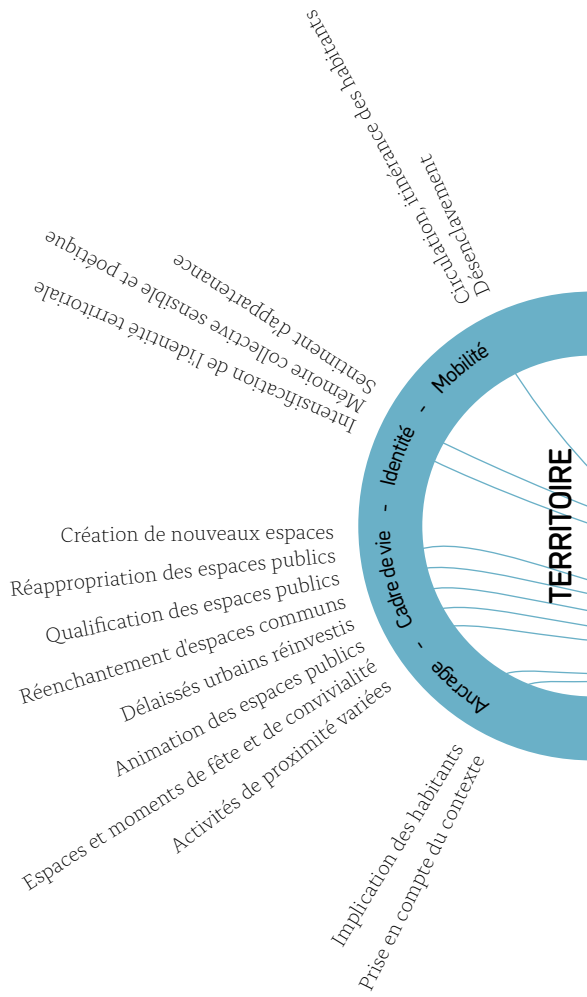 Circulation, itinérance des habitants
Désenclavement
Sentiment d'appartenance
Mémoire collective sensible et poétique
Intensification de l'identité territoriale
Création de nouveaux espaces
Réappropriation des espaces publics
Qualification des espaces publics
Réenchantement d'espaces communs
Délaissés urbains réinvestis
Animation des espaces publics
Espaces et moments de fête et de convivialité
Activités de proximité variées
Implication des habitants
Prise en compte du contexte
Ancrage - Cadre de vie - Identité - Mobilité
TERRITOIRE